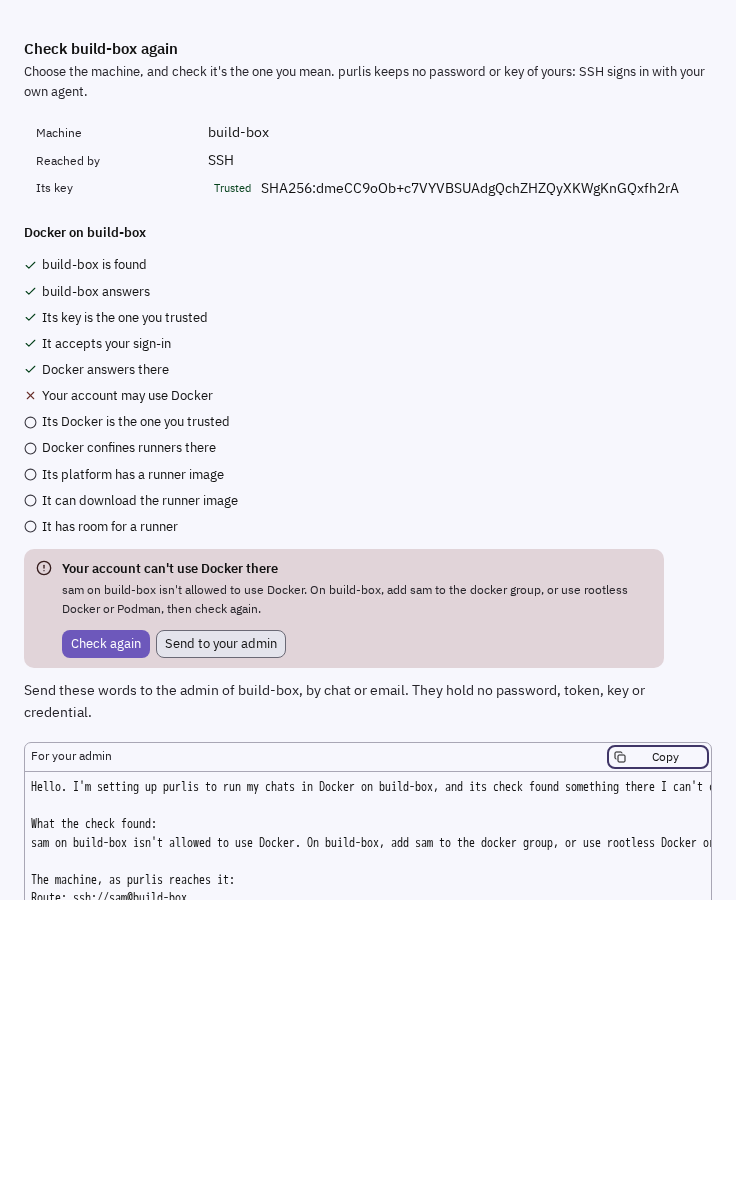 Check build-box again
Choose the machine, and check it's the one you mean. purlis keeps no password or key of yours: SSH signs in with your
own agent.
Machine build-box
Reached by SSH
Its key Trusted SHA256:dmeCC9oOb+c7VYVBSUAdgQchZHZQyXKWgKnGQxfh2rA
Docker on build-box
build-box is found
build-box answers
Its key is the one you trusted
It accepts your sign-in
Docker answers there
Your account may use Docker
Its Docker is the one you trusted
Docker confines runners there
Its platform has a runner image
It can download the runner image
It has room for a runner
Your account can't use Docker there
sam on build-box isn't allowed to use Docker. On build-box, add sam to the docker group, or use rootless
Docker or Podman, then check again.
Check again Send to your admin
Send these words to the admin of build-box, by chat or email. They hold no password, token, key or
credential.
For your admin Copy
Hello. I'm setting up purlis to run my chats in Docker on build-box, and its check found something there I can't
What the check found:
sam on build-box isn't allowed to use Docker. On build-box, add sam to the docker group, or use rootless Docker or
The machine, as purlis reaches it:
Route: ssh://sam@build-box